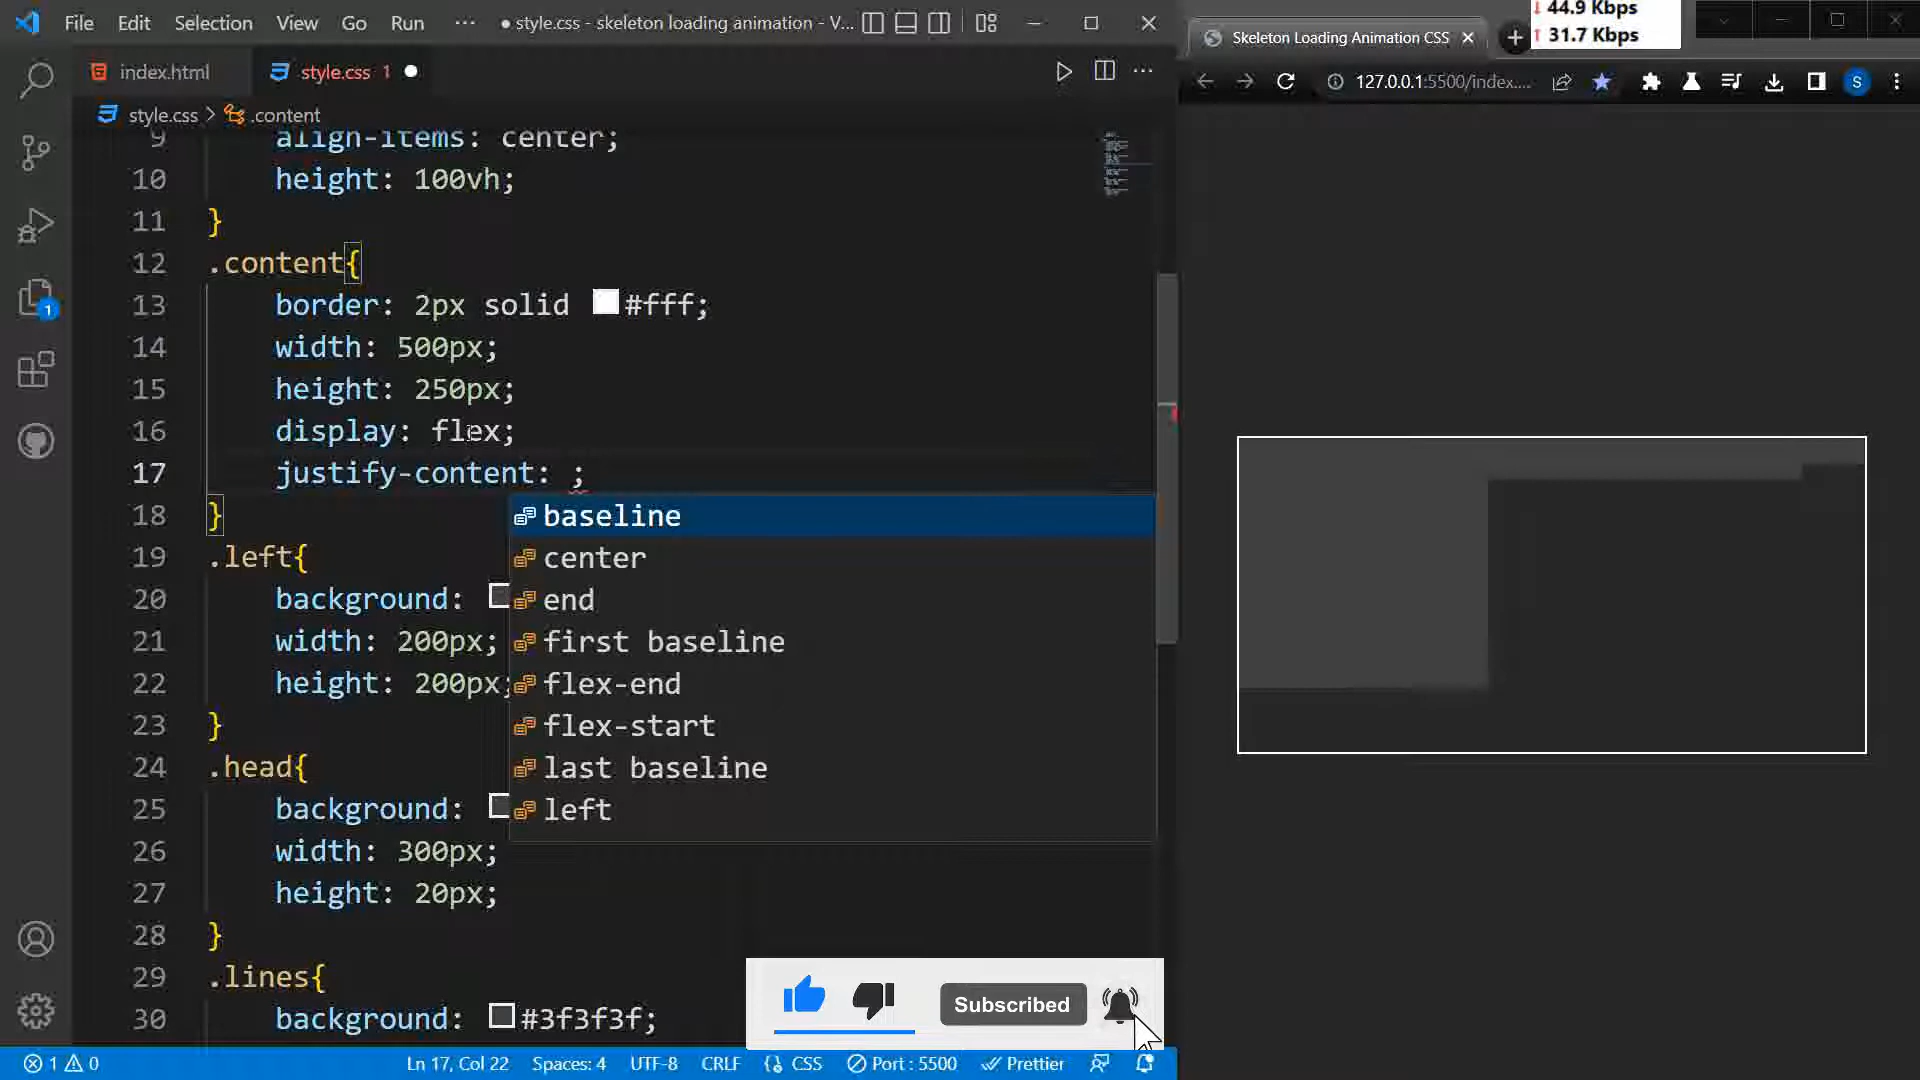 File Edit Selection View Go Run ··· ● style.css - skeleton loading animation - V...
index.html style.css 1 ●
style.css > .content
9 align-items: center;
10 height: 100vh;
11 }
12 .content{
13 border: 2px solid #fff;
14 width: 500px;
15 height: 250px;
16 display: flex;
17 justify-content: ;
18 }
baseline
19 .left{
center
20 background:
end
21 width: 200px;
first baseline
22 height: 200px;
flex-end
23 }
flex-start
24 .head{
last baseline
25 background:
left
26 width: 300px;
27 height: 20px;
28 }
29 .lines{
30 background: #3f3f3f;
1
Subscribed
1 0 Ln 17, Col 22 Spaces: 4 UTF-8 CRLF {} CSS Port : 5500 Prettier
44.9 Kbps
31.7 Kbps
Skeleton Loading Animation CSS
127.0.0.1:5500/index....
S